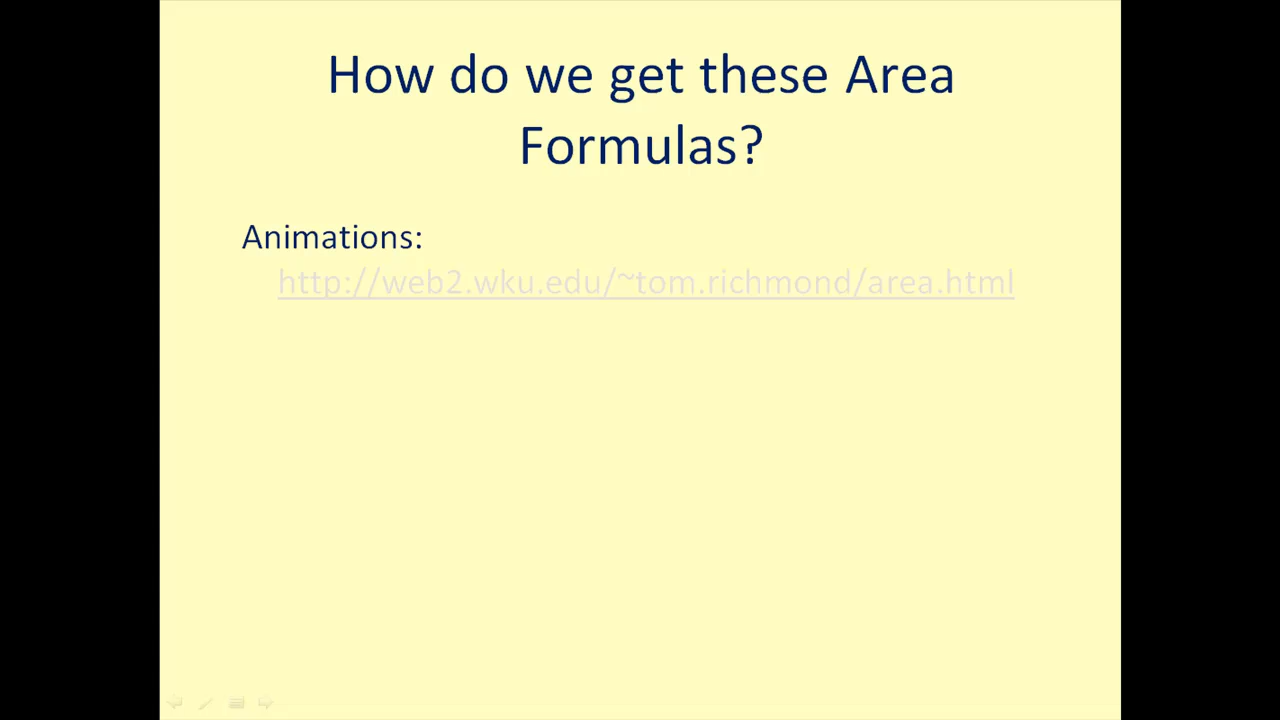 How do we get these Area
Formulas?
Animations:
http://web2.wku.edu/~tom.richmond/area.html